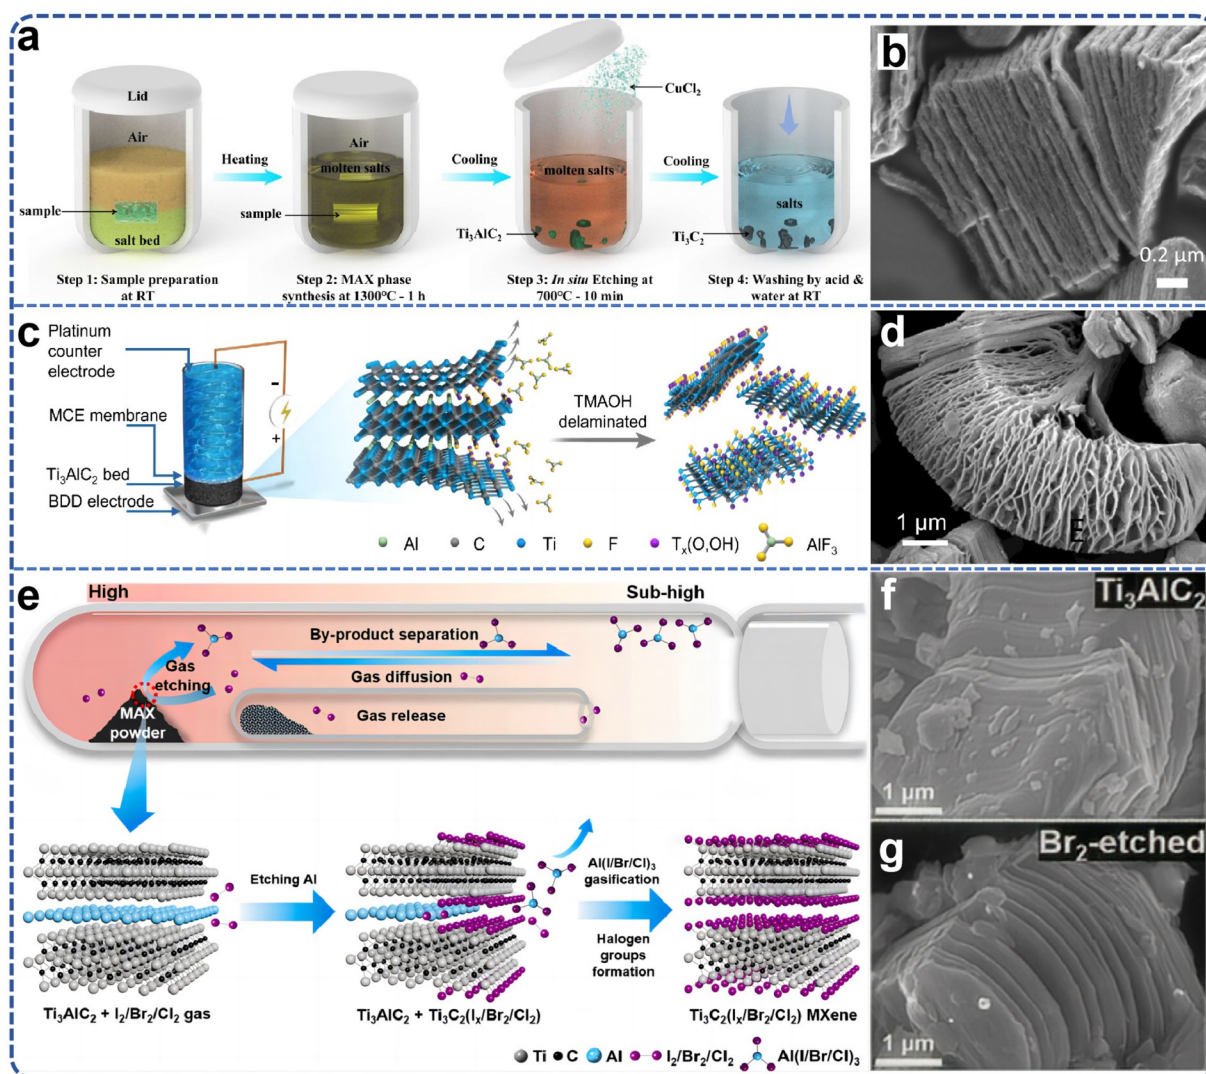 a
Lid
Air
sample
salt bed
Heating
Air
molten salts
sample
Cooling
CuCl₂
molten salts
Ti₃AlC₂
Cooling
salts
Ti₃C₂
Step 1: Sample preparation
at RT
Step 2: MAX phase
synthesis at 1300°C - 1 h
Step 3: In situ Etching at
700°C - 10 min
Step 4: Washing by acid &
water at RT
b
0.2 μm
c
Platinum
counter
electrode
MCE membrane
Ti₃AlC₂ bed
BDD electrode
-
+
TMAOH
delaminated
Al
C
Ti
F
Tₓ(O,OH)
AlF₃
d
1 μm
e
High
Sub-high
By-product separation
Gas
etching
Gas diffusion
MAX
powder
Gas release
Etching Al
Al(I/Br/Cl)₃
gasification
Halogen
groups
formation
Ti₃AlC₂ + I₂/Br₂/Cl₂ gas
Ti₃AlC₂ + Ti₃C₂(Iₓ/Br₂/Cl₂)
Ti₃C₂(Iₓ/Br₂/Cl₂) MXene
Ti
C
Al
I₂/Br₂/Cl₂
Al(I/Br/Cl)₃
f
Ti₃AlC₂
1 μm
g
Br₂-etched
1 μm